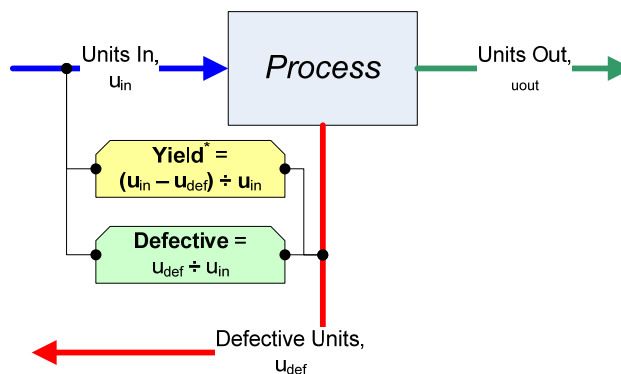 Units In,
uin
Process
Units Out,
uout
Yield* =
(uin – udef) ÷ uin
Defective =
udef ÷ uin
Defective Units,
udef